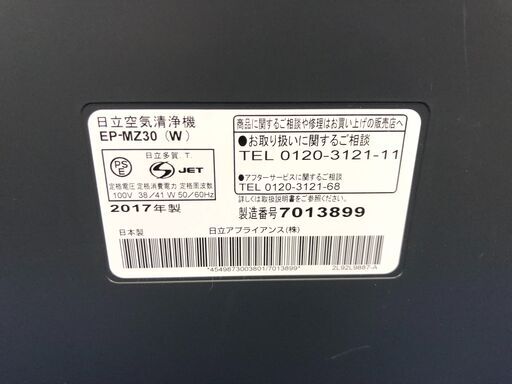 日立空気清浄機
EP-MZ30 (W)
PS
E
日立多賀 T.
S JET
定格電圧 定格消費電力 定格周波数
100V 38/41 W 50/60Hz
2017年製
日本製
商品に関するご相談や修理はお買い上げの販売店へ
●お取り扱いに関するご相談
TEL 0120-3121-11
●アフターサービスに関するご相談
TEL 0120-3121-68
詳しくは取扱説明書をご覧ください。
製造番号7013899
日立アプライアンス(株)
*4549873003801/7013899*
2L92L9887-A